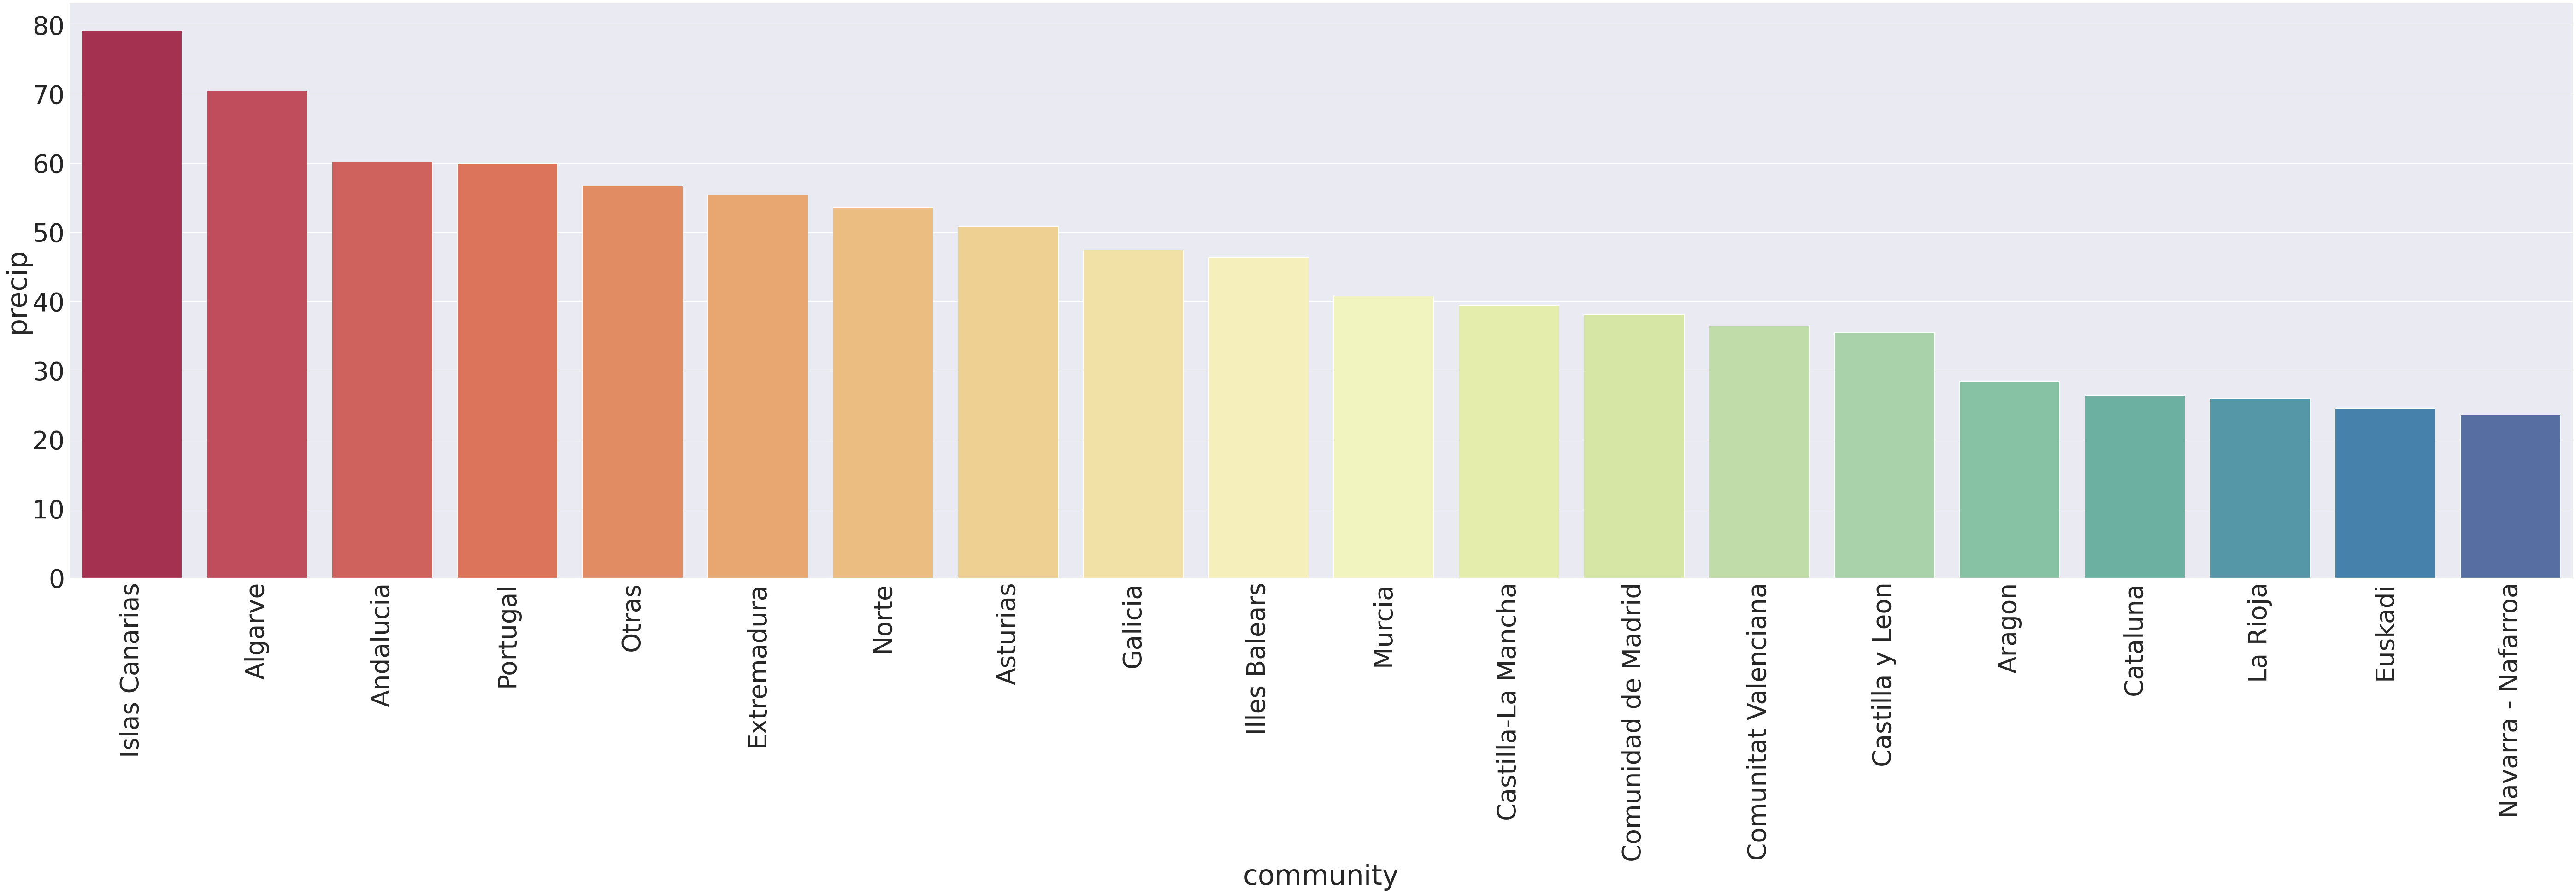 precip
80
70
60
50
40
30
20
10
0
Islas Canarias
Algarve
Andalucia
Portugal
Otras
Extremadura
Norte
Asturias
Galicia
Illes Balears
Murcia
Castilla-La Mancha
Comunidad de Madrid
Comunitat Valenciana
Castilla y Leon
Aragon
Cataluna
La Rioja
Euskadi
Navarra - Nafarroa
community